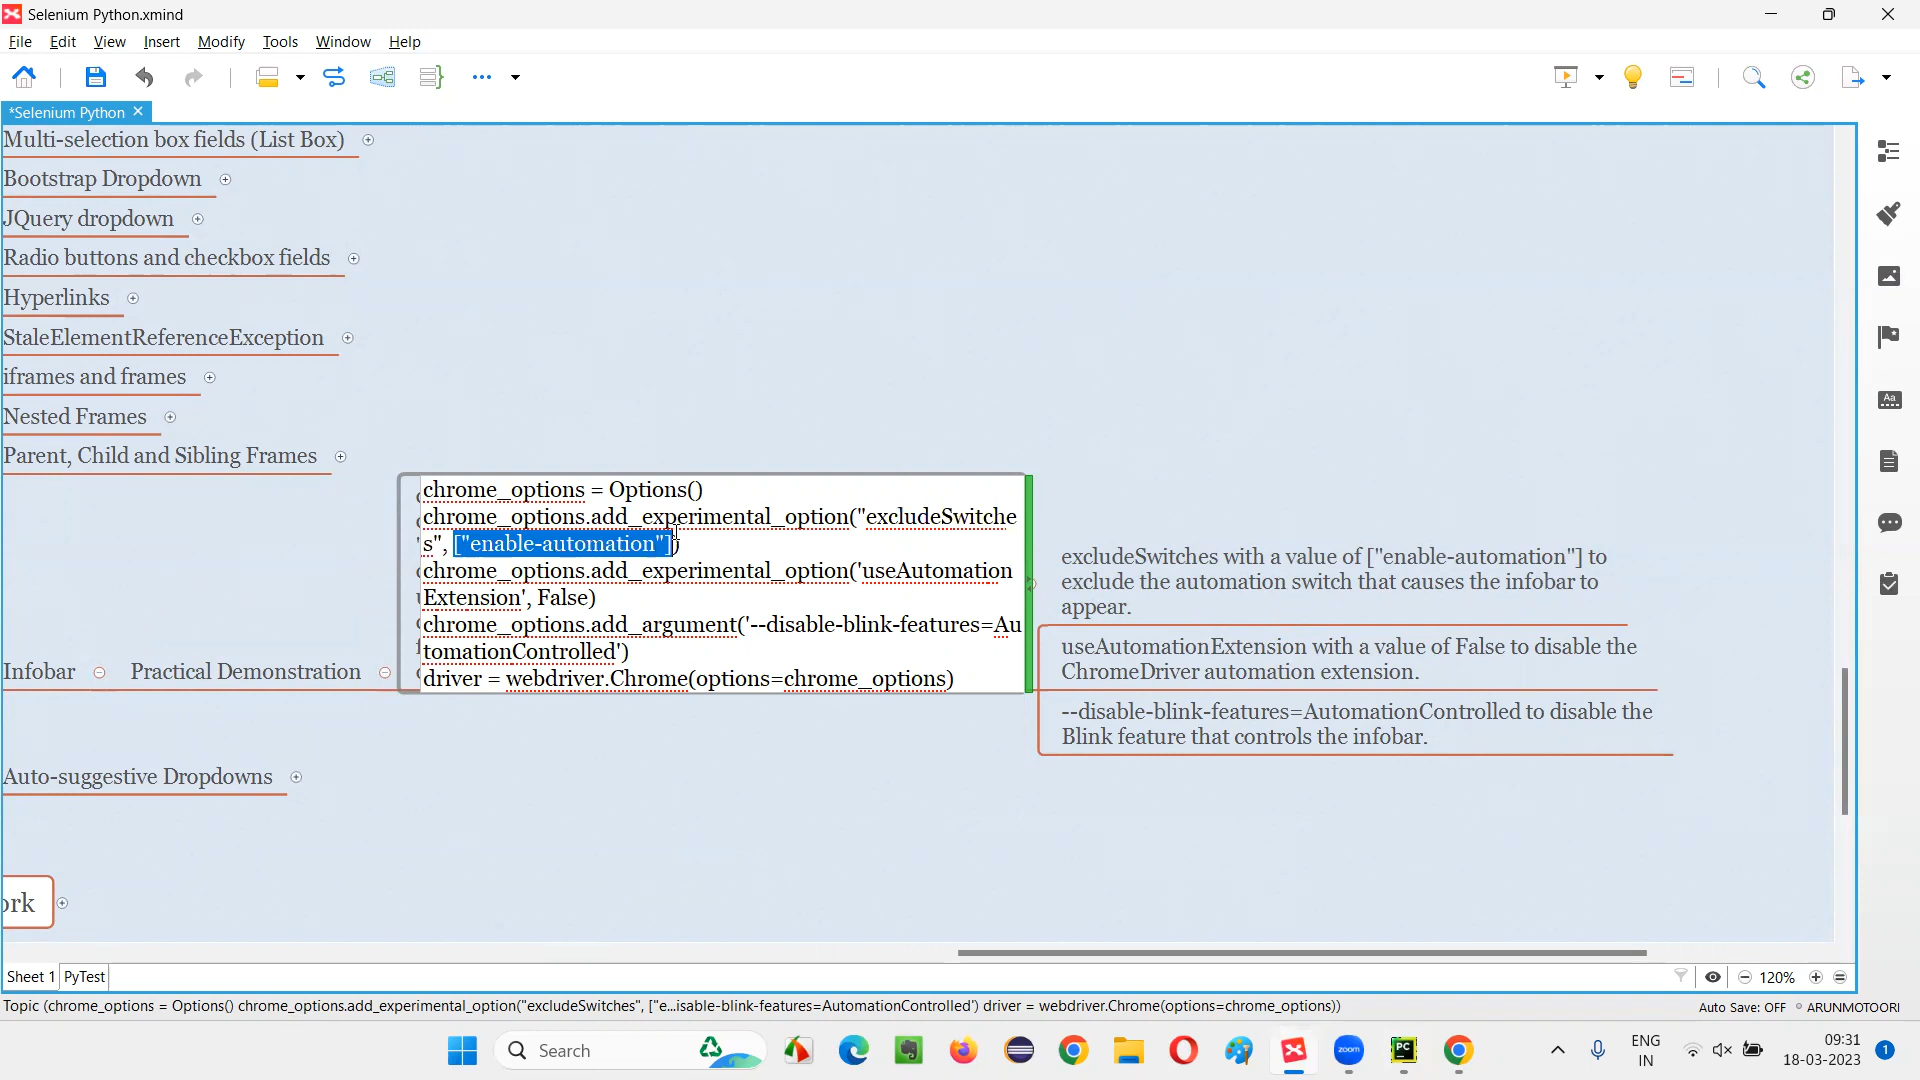 Selenium Python.xmind
File Edit View Insert Modify Tools Window Help
*Selenium Python
Multi-selection box fields (List Box)
Bootstrap Dropdown
JQuery dropdown
Radio buttons and checkbox fields
Hyperlinks
StaleElementReferenceException
iframes and frames
Nested Frames
Parent, Child and Sibling Frames
Infobar
Practical Demonstration
chrome_options = Options()
chrome_options.add_experimental_option("excludeSwitche
s", ["enable-automation"])
chrome_options.add_experimental_option('useAutomation
Extension', False)
chrome_options.add_argument('--disable-blink-features=Au
tomationControlled')
driver = webdriver.Chrome(options=chrome_options)
excludeSwitches with a value of ["enable-automation"] to
exclude the automation switch that causes the infobar to
appear.
useAutomationExtension with a value of False to disable the
ChromeDriver automation extension.
--disable-blink-features=AutomationControlled to disable the
Blink feature that controls the infobar.
Auto-suggestive Dropdowns
ork
Sheet 1 PyTest
120%
Topic (chrome_options = Options() chrome_options.add_experimental_option("excludeSwitches", ["e...isable-blink-features=AutomationControlled') driver = webdriver.Chrome(options=chrome_options))
Auto Save: OFF ARUNMOTOORI
Search
zoom
PC
ENG
IN
09:31
18-03-2023
1
Aa